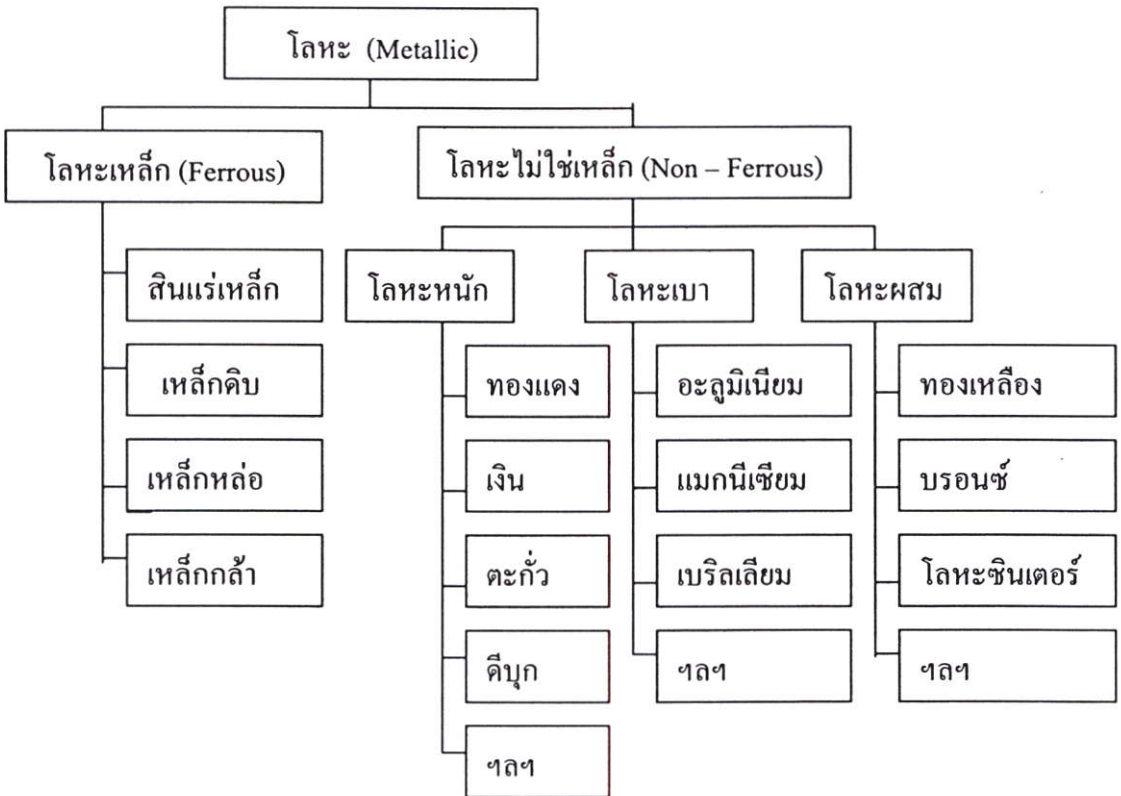 โลหะ (Metallic)
โลหะเหล็ก (Ferrous)
โลหะไม่ใช่เหล็ก (Non – Ferrous)
สินแร่เหล็ก
เหล็กดิบ
เหล็กหล่อ
เหล็กกล้า
โลหะหนัก
ทองแดง
เงิน
ตะกั่ว
ดีบุก
ฯลฯ
โลหะเบา
อะลูมิเนียม
แมกนีเซียม
เบริลเลียม
ฯลฯ
โลหะผสม
ทองเหลือง
บรอนซ์
โลหะซินเตอร์
ฯลฯ